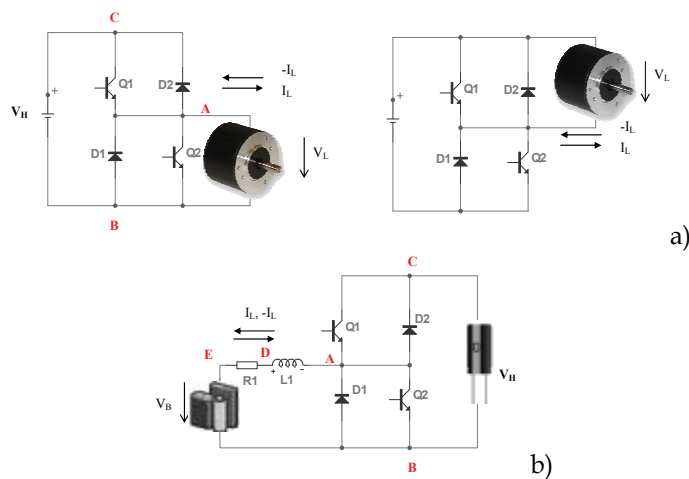 C
+
Q1
D2
-I_L
I_L
A
V_H
D1
Q2
V_L
B
+
Q1
D2
V_L
-I_L
I_L
D1
Q2
a)
C
I_L, -I_L
Q1
D2
E
D
A
+
-
R1
L1
D1
Q2
C
V_H
V_B
B
b)